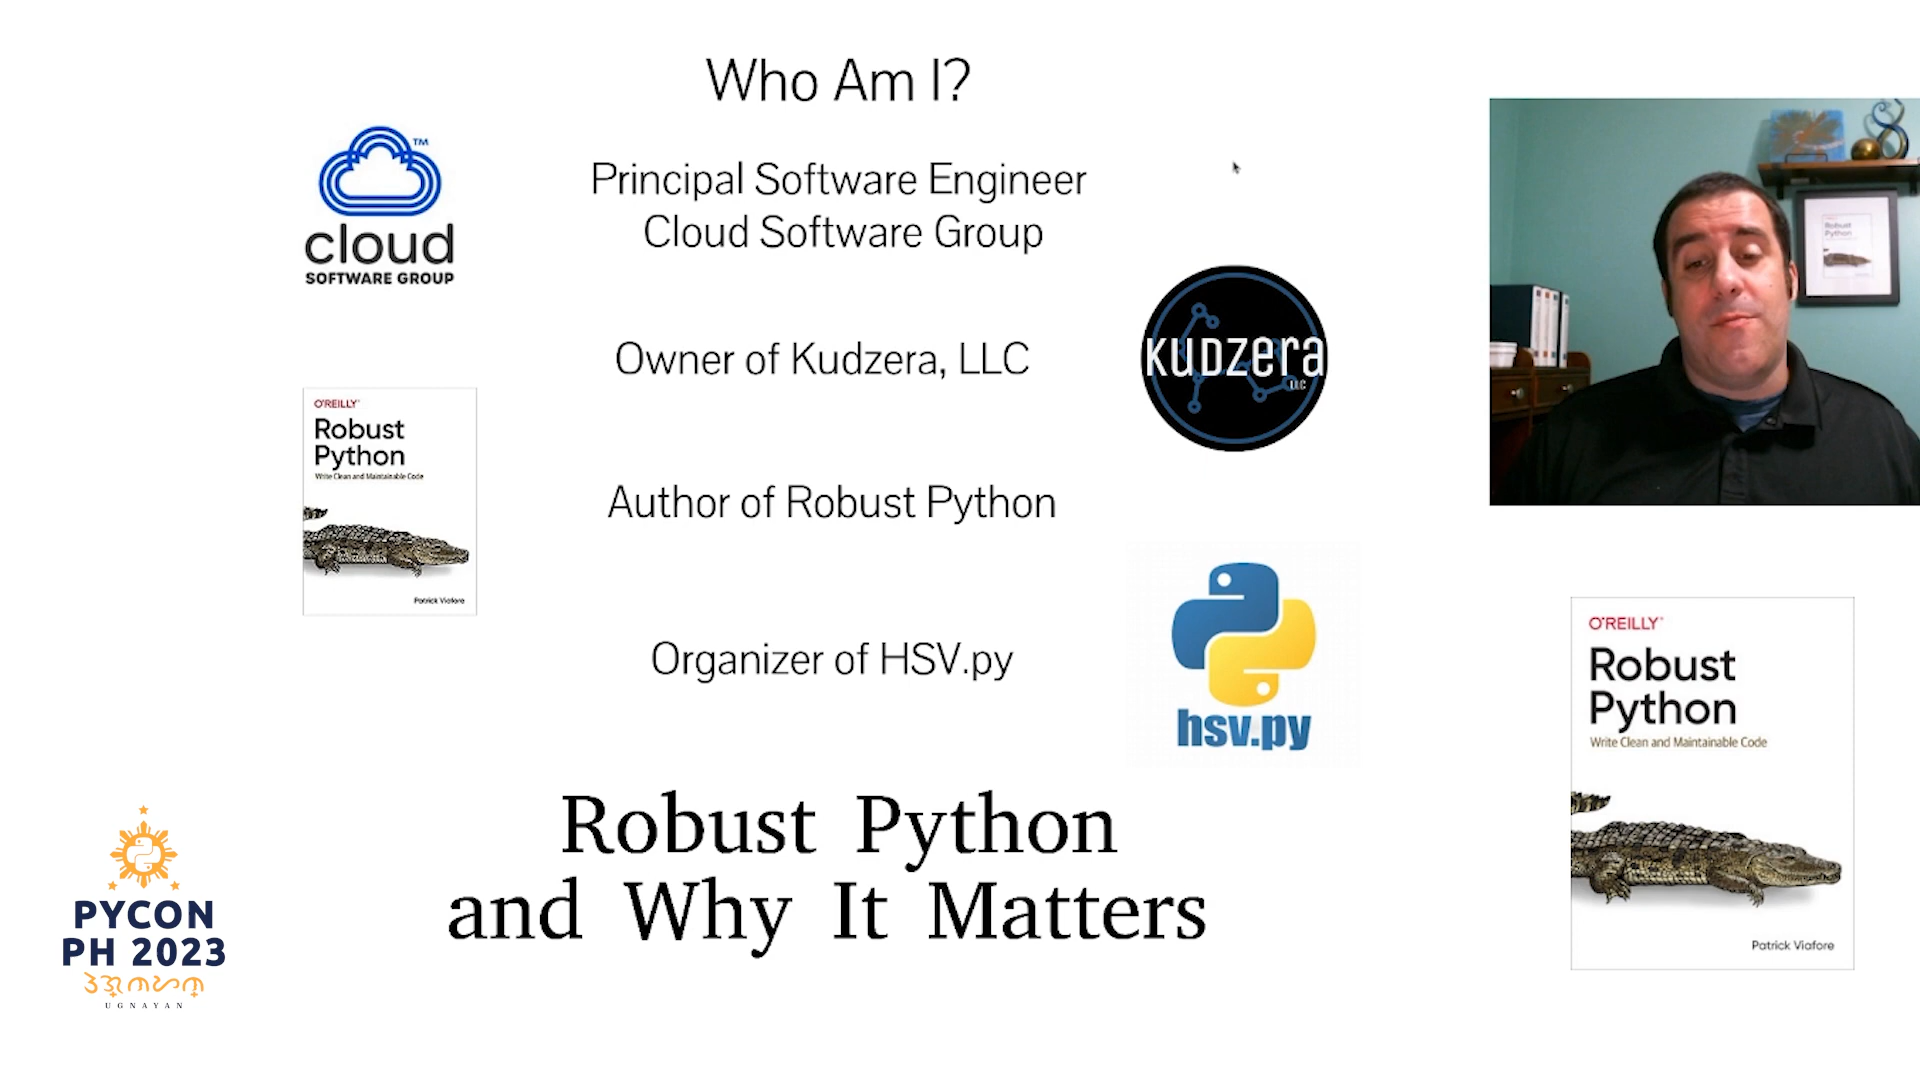 Who Am I?
TM
cloud
SOFTWARE GROUP
Principal Software Engineer
Cloud Software Group
Owner of Kudzera, LLC
KUDZEra
LLC
O'REILLY
Robust
Python
Write Clean and Maintainable Code
Patrick Viafore
Author of Robust Python
Organizer of HSV.py
hsv.py
Robust Python
and Why It Matters
PYCON
PH 2023
UGNAYAN
Robust
Python
O'REILLY
Robust
Python
Write Clean and Maintainable Code
Patrick Viafore